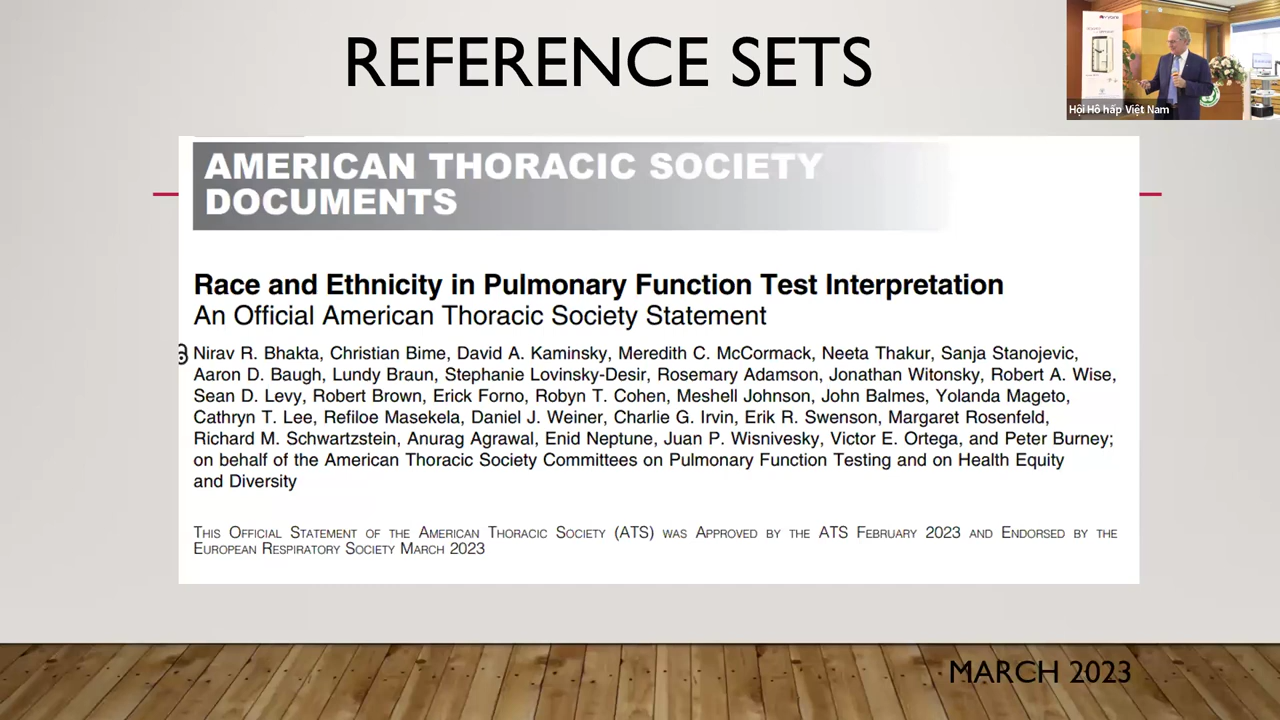 REFERENCE SETS
Hội Hô hấp Việt Nam
AMERICAN THORACIC SOCIETY
DOCUMENTS
Race and Ethnicity in Pulmonary Function Test Interpretation
An Official American Thoracic Society Statement
Nirav R. Bhakta, Christian Bime, David A. Kaminsky, Meredith C. McCormack, Neeta Thakur, Sanja Stanojevic,
Aaron D. Baugh, Lundy Braun, Stephanie Lovinsky-Desir, Rosemary Adamson, Jonathan Witonsky, Robert A. Wise,
Sean D. Levy, Robert Brown, Erick Forno, Robyn T. Cohen, Meshell Johnson, John Balmes, Yolanda Mageto,
Cathryn T. Lee, Refiloe Masekela, Daniel J. Weiner, Charlie G. Irvin, Erik R. Swenson, Margaret Rosenfeld,
Richard M. Schwartzstein, Anurag Agrawal, Enid Neptune, Juan P. Wisnivesky, Victor E. Ortega, and Peter Burney;
on behalf of the American Thoracic Society Committees on Pulmonary Function Testing and on Health Equity
and Diversity
THIS OFFICIAL STATEMENT OF THE AMERICAN THORACIC SOCIETY (ATS) WAS APPROVED BY THE ATS FEBRUARY 2023 AND ENDORSED BY THE
EUROPEAN RESPIRATORY SOCIETY MARCH 2023
MARCH 2023